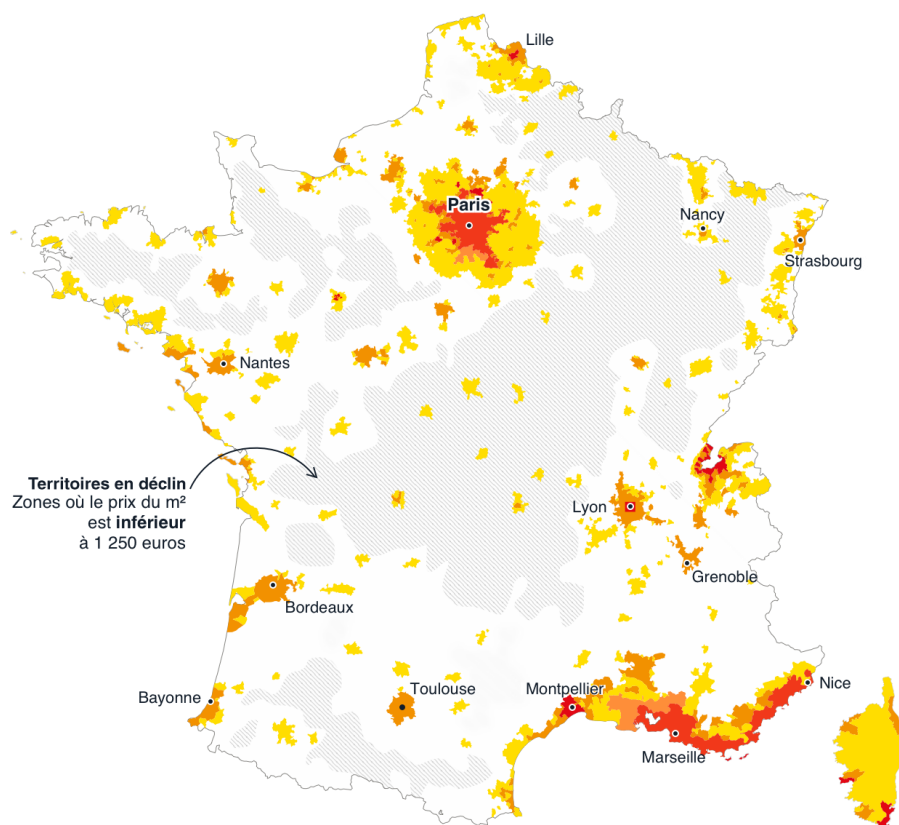 Lille
Paris
Nancy
Strasbourg
Nantes
Territoires en déclin
Zones où le prix du m²
est inférieur
à 1 250 euros
Lyon
Grenoble
Bordeaux
Bayonne
Toulouse
Montpellier
Nice
Marseille